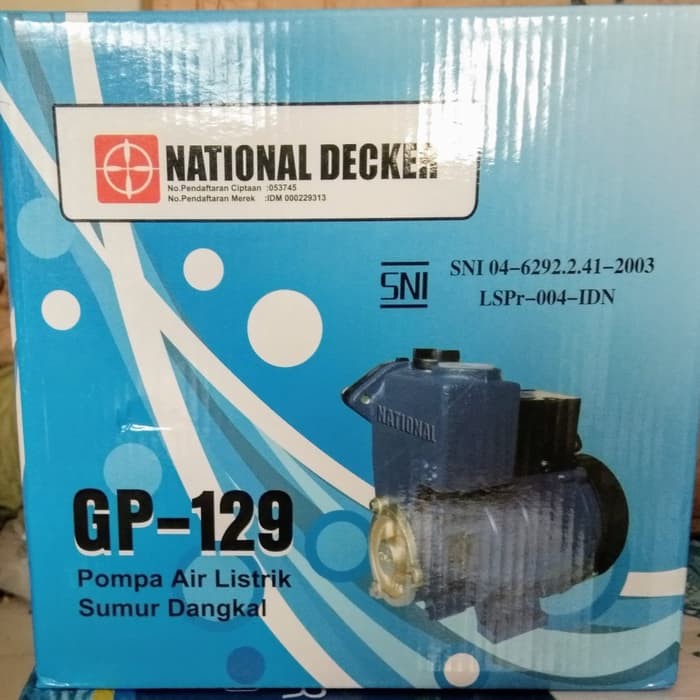 NATIONAL DECKER
No.Pendaftaran Ciptaan :053745
No.Pendaftaran Merek :IDM 000229313
SNI
SNI 04-6292.2.41-2003
LSPr-004-IDN
NATIONAL
GP-129
Pompa Air Listrik
Sumur Dangkal